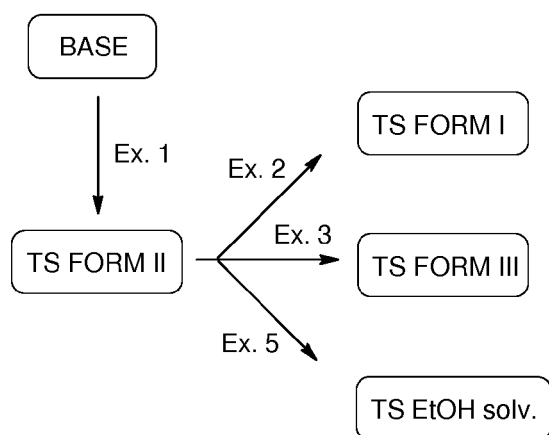 BASE
Ex. 1
TS FORM II
Ex. 2
Ex. 3
Ex. 5
TS FORM I
TS FORM III
TS EtOH solv.